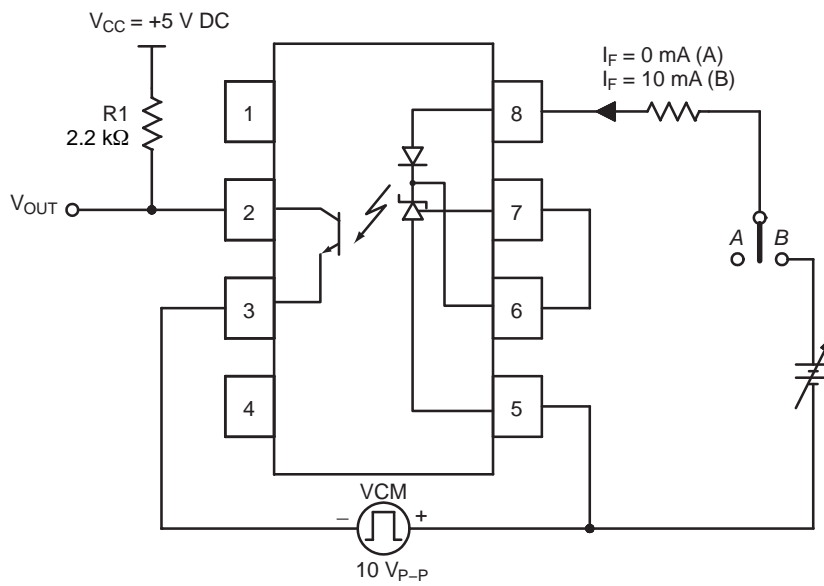 V_CC = +5 V DC
R1
2.2 kΩ
V_OUT
1
2
3
4
8
7
6
5
I_F = 0 mA (A)
I_F = 10 mA (B)
A
B
VCM
–
+
10 V_P–P